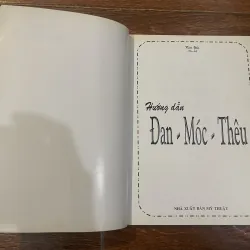 Hướng dẫn
Đan - Móc - Thêu
NHÀ XUẤT BẢN MỸ THUẬT